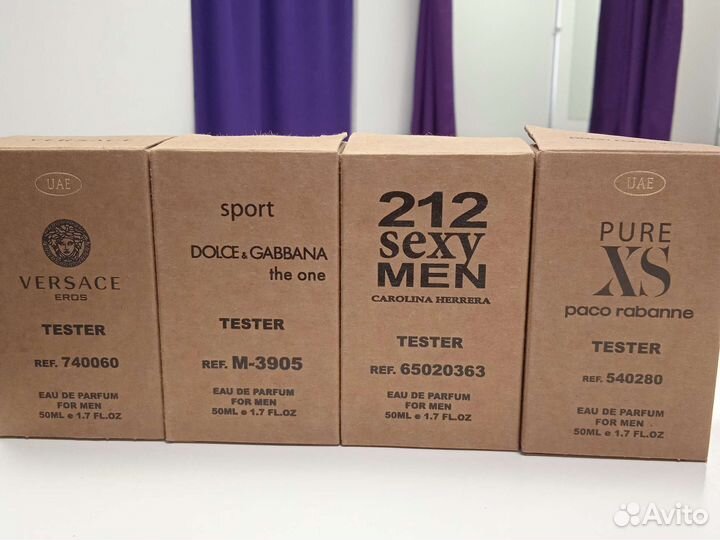 VERSACE
UAE
VERSACE
EROS
TESTER
REF. 740060
EAU DE PARFUM
FOR MEN
50ML e 1.7 FL.OZ
sport
DOLCE & GABBANA
the one
TESTER
REF. M-3905
EAU DE PARFUM
FOR MEN
50ML e 1.7 FL.OZ
212
sexy
MEN
CAROLINA HERRERA
TESTER
REF. 65020363
EAU DE PARFUM
FOR MEN
50ML e 1.7 FL.OZ
UAE
PURE
XS
paco rabanne
TESTER
REF. 540280
EAU DE PARFUM
FOR MEN
50ML e 1.7 FL.OZ
Avito